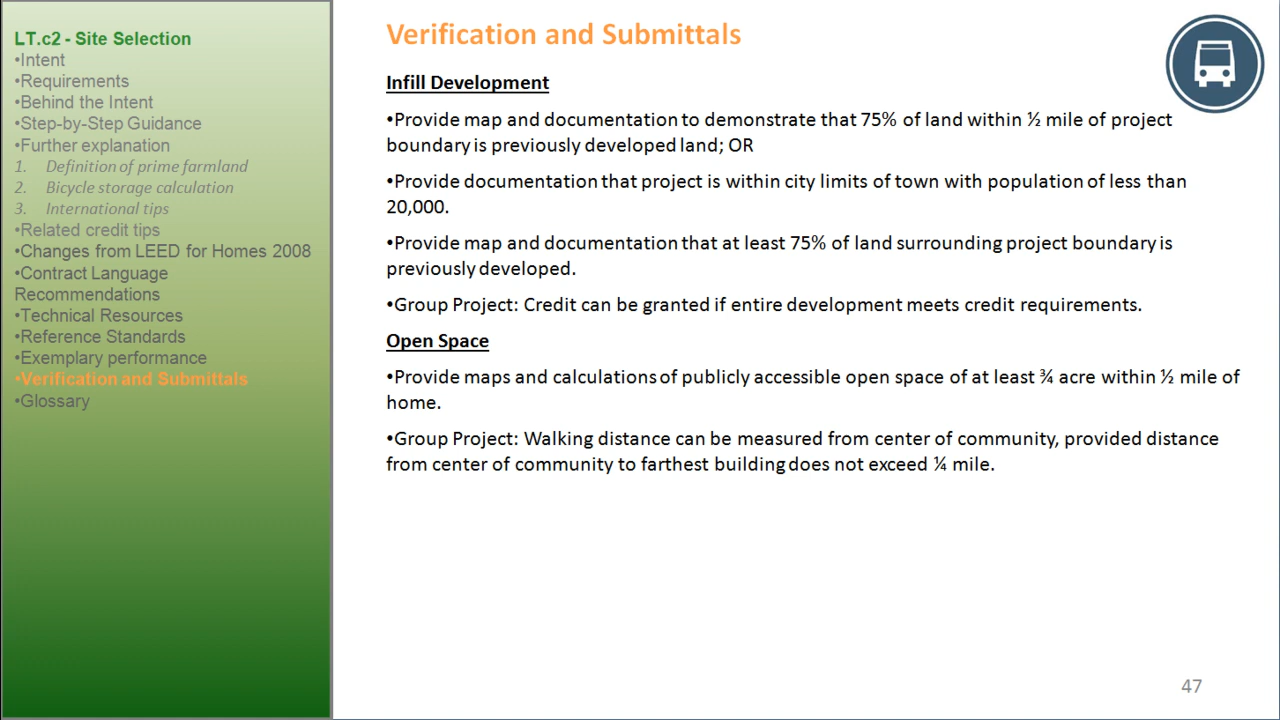 LT.c2 - Site Selection
•Intent
•Requirements
•Behind the Intent
•Step-by-Step Guidance
•Further explanation
1. Definition of prime farmland
2. Bicycle storage calculation
3. International tips
•Related credit tips
•Changes from LEED for Homes 2008
•Contract Language
Recommendations
•Technical Resources
•Reference Standards
•Exemplary performance
•Verification and Submittals
•Glossary
Verification and Submittals
Infill Development
•Provide map and documentation to demonstrate that 75% of land within ½ mile of project
boundary is previously developed land; OR
•Provide documentation that project is within city limits of town with population of less than
20,000.
•Provide map and documentation that at least 75% of land surrounding project boundary is
previously developed.
•Group Project: Credit can be granted if entire development meets credit requirements.
Open Space
•Provide maps and calculations of publicly accessible open space of at least ¾ acre within ½ mile of
home.
•Group Project: Walking distance can be measured from center of community, provided distance
from center of community to farthest building does not exceed ¼ mile.
47